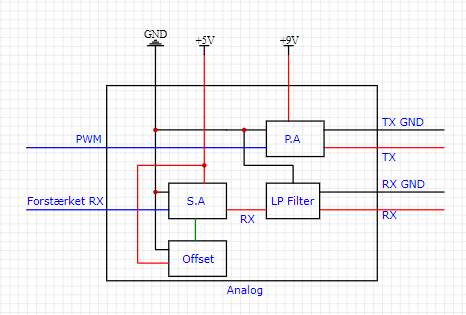 GND
+5V
+9V
TX GND
PWM
P.A
TX
RX GND
Forstærket RX
S.A
LP Filter
RX
RX
Offset
Analog